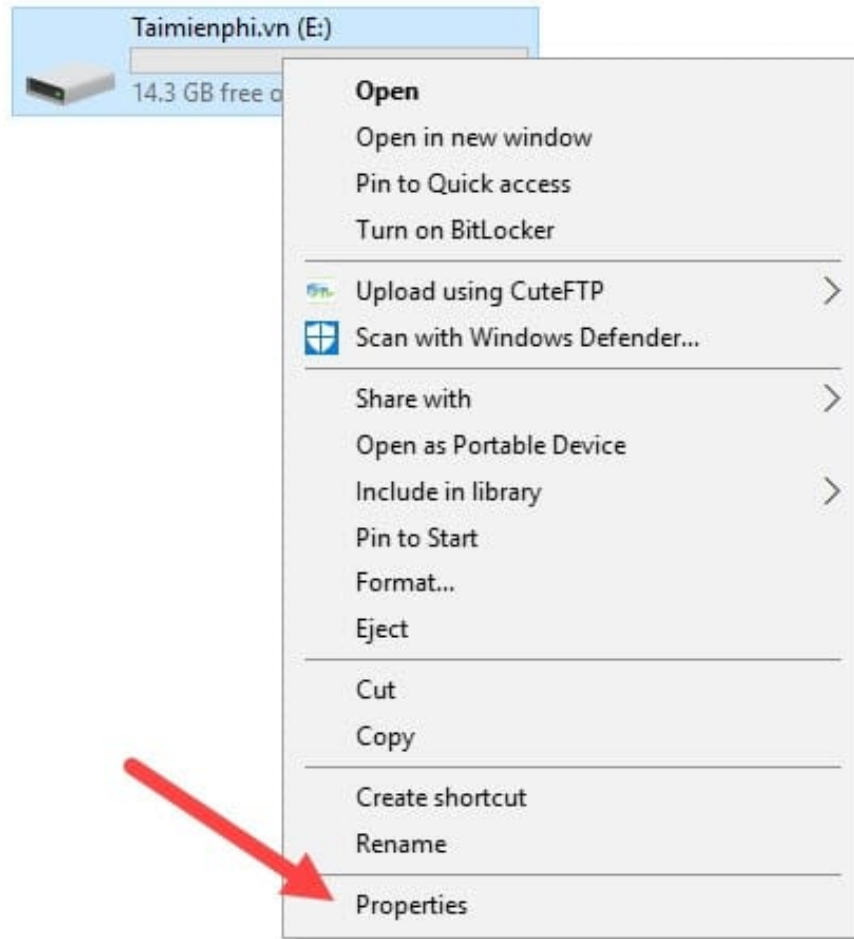 Taimienphi.vn (E:)
14.3 GB free o
Open
Open in new window
Pin to Quick access
Turn on BitLocker
Upload using CuteFTP
Scan with Windows Defender...
Share with
Open as Portable Device
Include in library
Pin to Start
Format...
Eject
Cut
Copy
Create shortcut
Rename
Properties